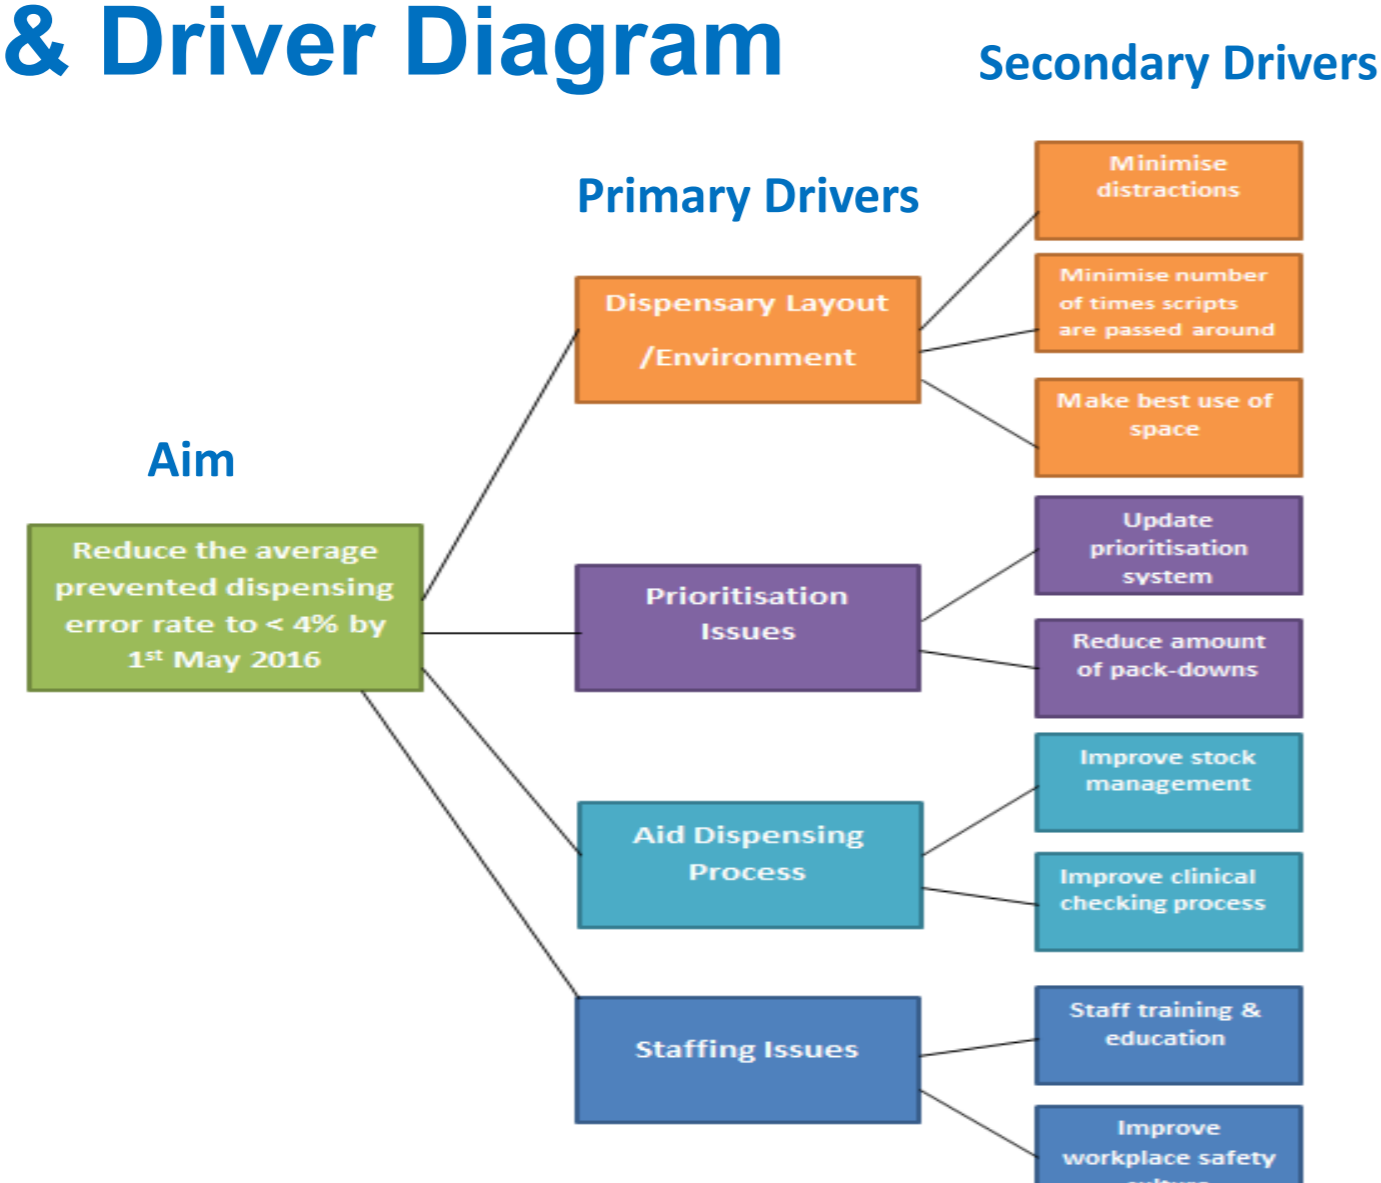 & Driver Diagram
Secondary Drivers
Primary Drivers
Aim
Reduce the average
prevented dispensing
error rate to < 4% by
1st May 2016
Dispensary Layout
/Environment
Minimise
distractions
Minimise number
of times scripts
are passed around
Make best use of
space
Prioritisation
Issues
Update
prioritisation
system
Reduce amount
of pack-downs
Aid Dispensing
Process
Improve stock
management
Improve clinical
checking process
Staffing Issues
Staff training &
education
Improve
workplace safety